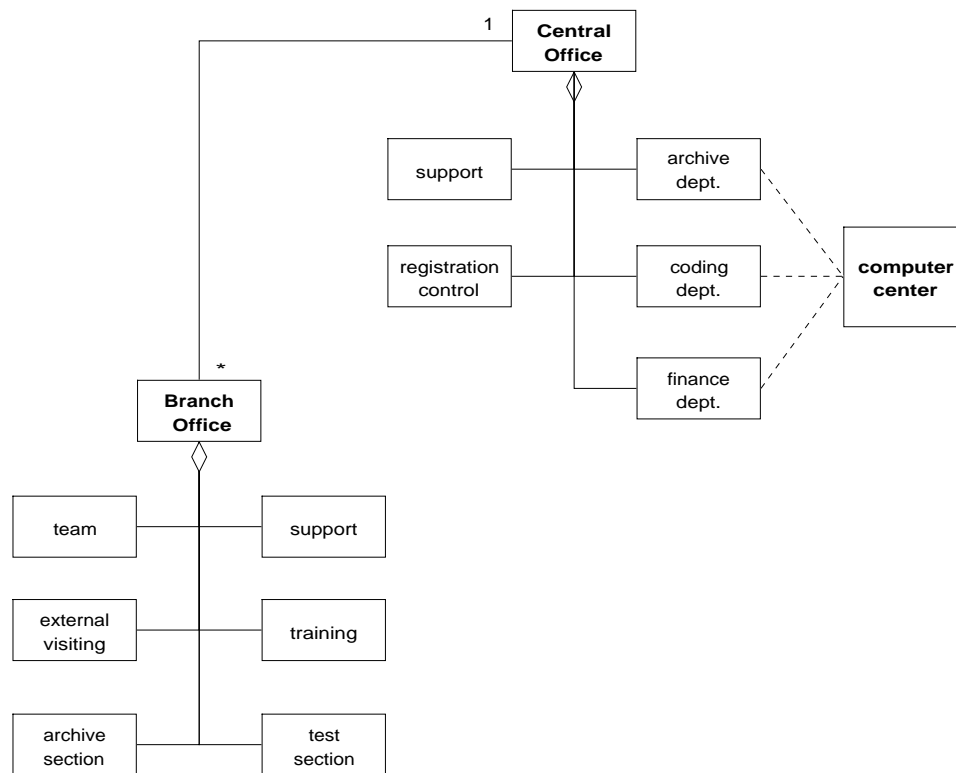 1
Central
Office
support
archive
dept.
registration
control
coding
dept.
computer
center
finance
dept.
*
Branch
Office
team
support
external
visiting
training
archive
section
test
section